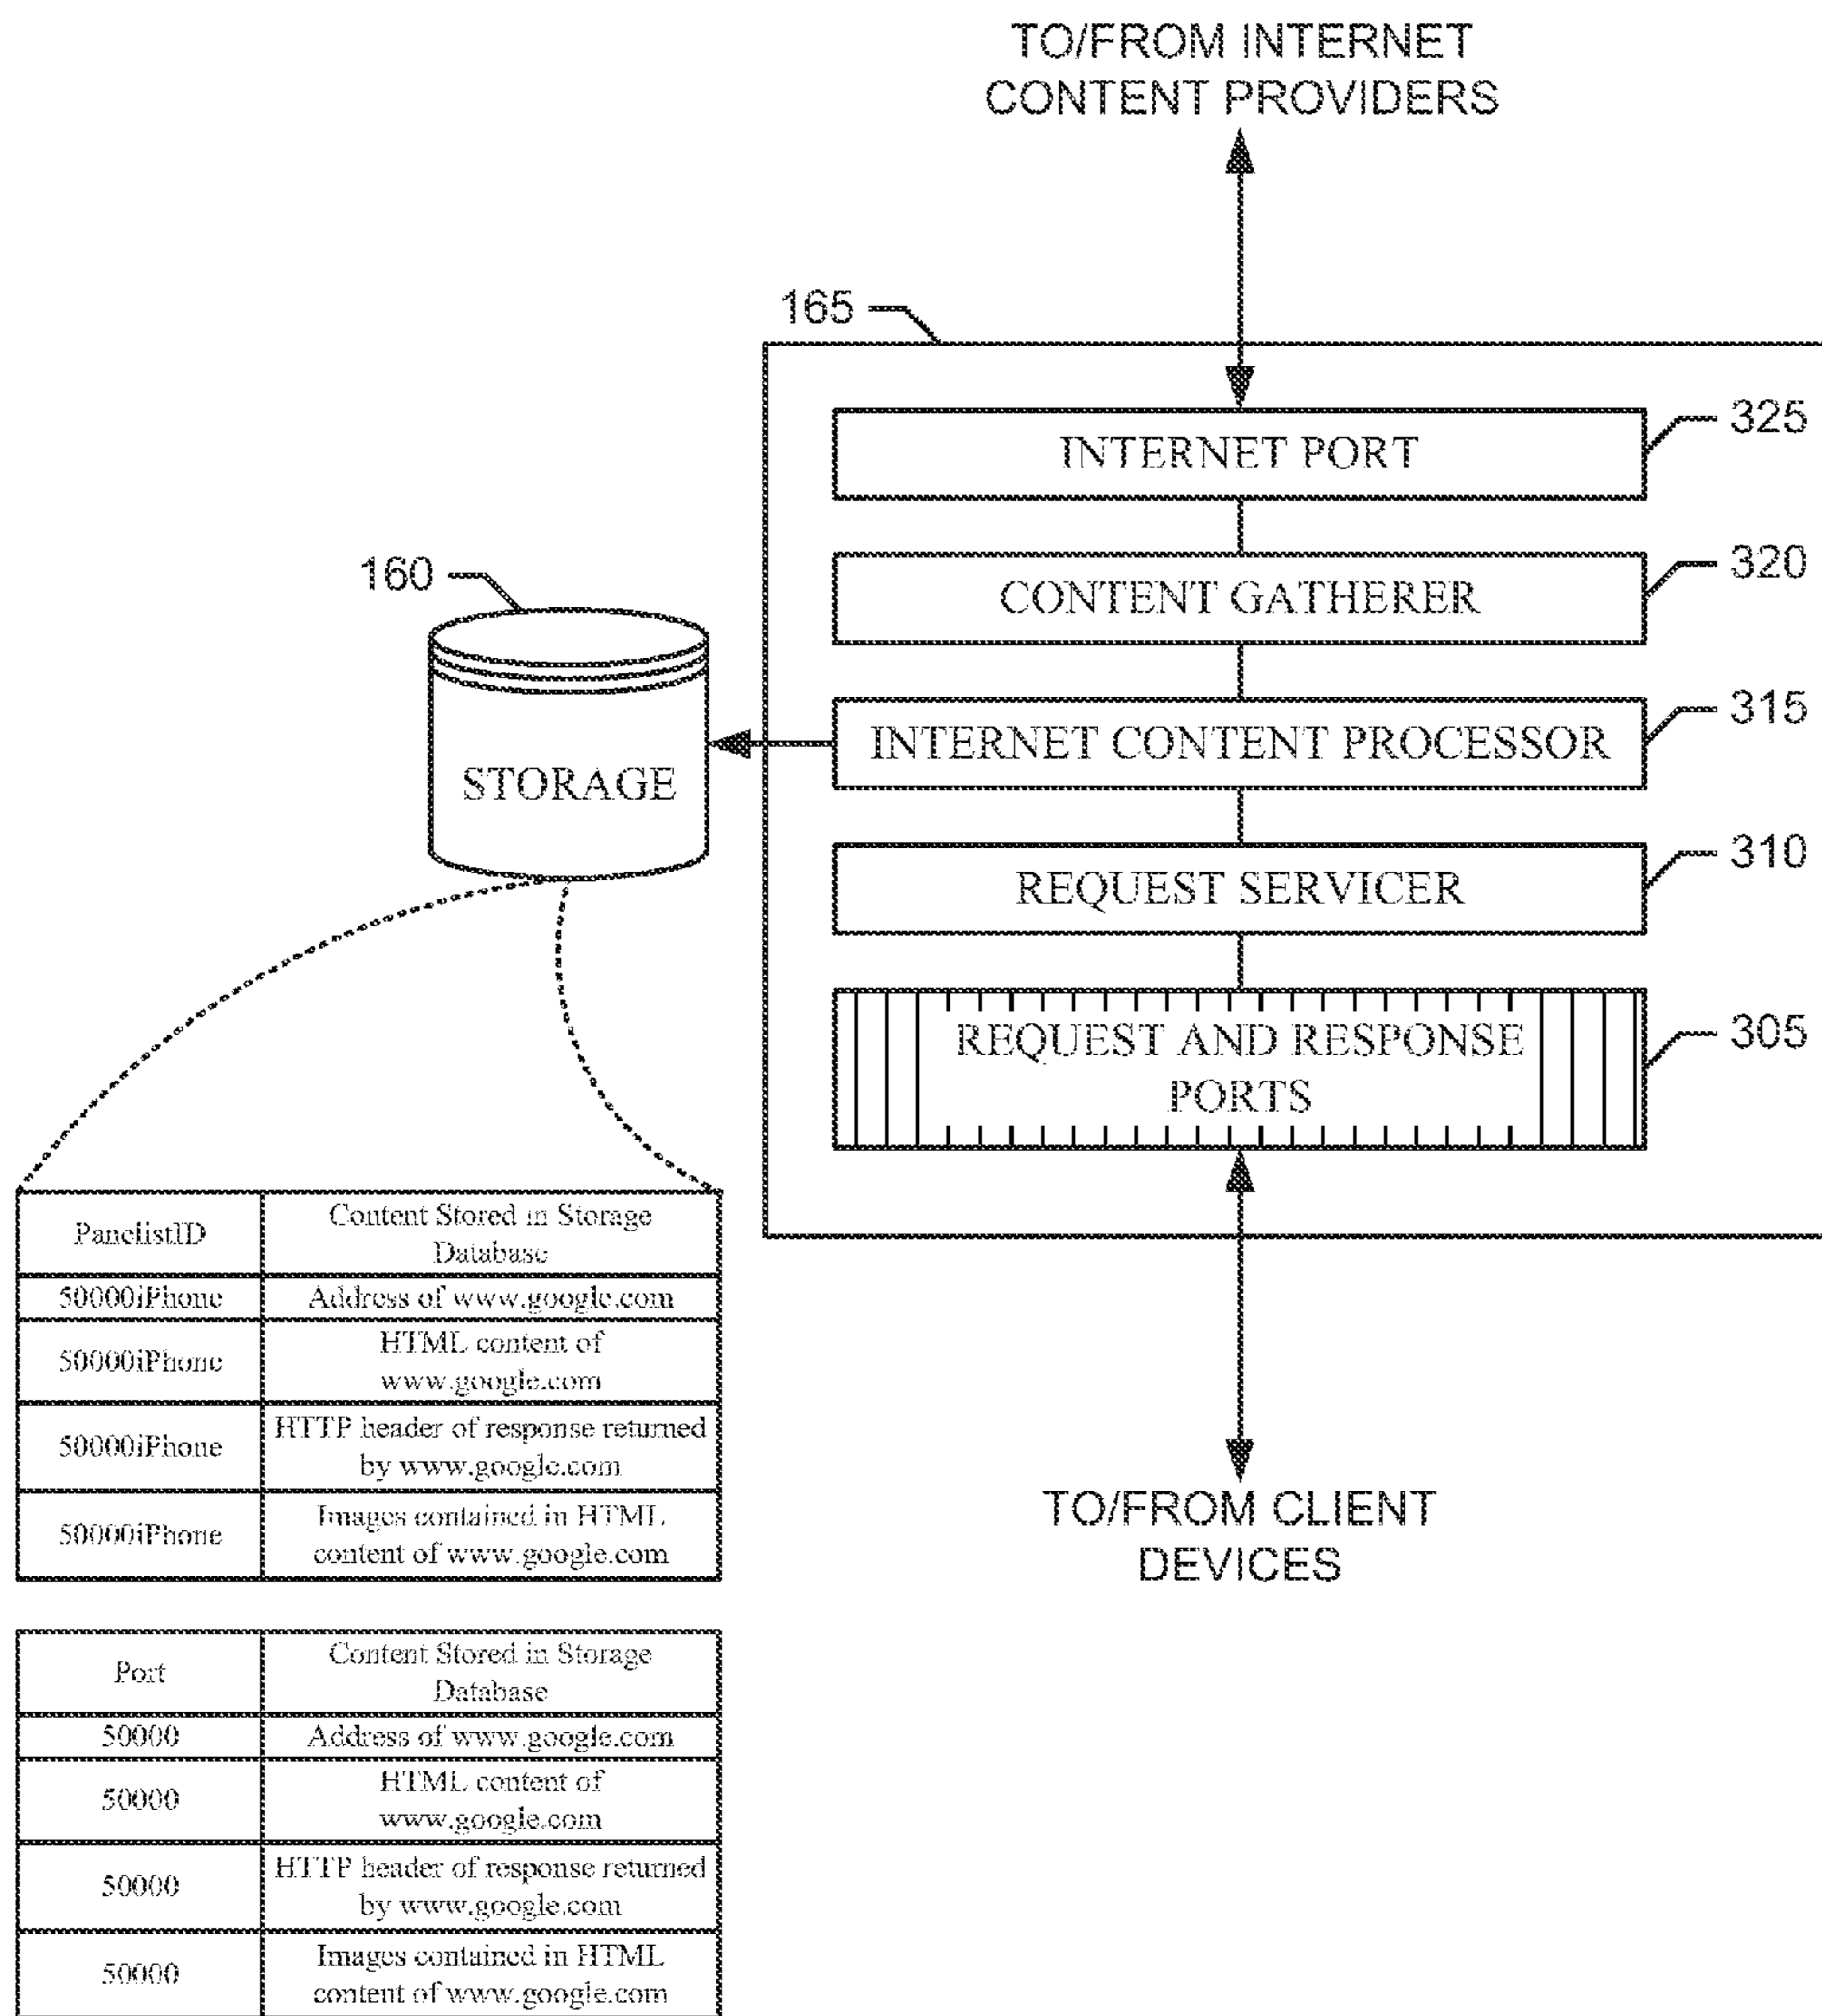 TO/FROM INTERNET
CONTENT PROVIDERS
165
INTERNET PORT
325
CONTENT GATHERER
320
160
STORAGE
INTERNET CONTENT PROCESSOR
315
REQUEST SERVICER
310
REQUEST AND RESPONSE
PORTS
305
TO/FROM CLIENT
DEVICES
PanelistID
Content Stored in Storage
Database
50000iPhone
Address of www.google.com
50000iPhone
HTML content of
www.google.com
50000iPhone
HTTP header of response returned
by www.google.com
50000iPhone
Images contained in HTML
content of www.google.com
Port
Content Stored in Storage
Database
50000
Address of www.google.com
50000
HTML content of
www.google.com
50000
HTTP header of response returned
by www.google.com
50000
Images contained in HTML
content of www.google.com